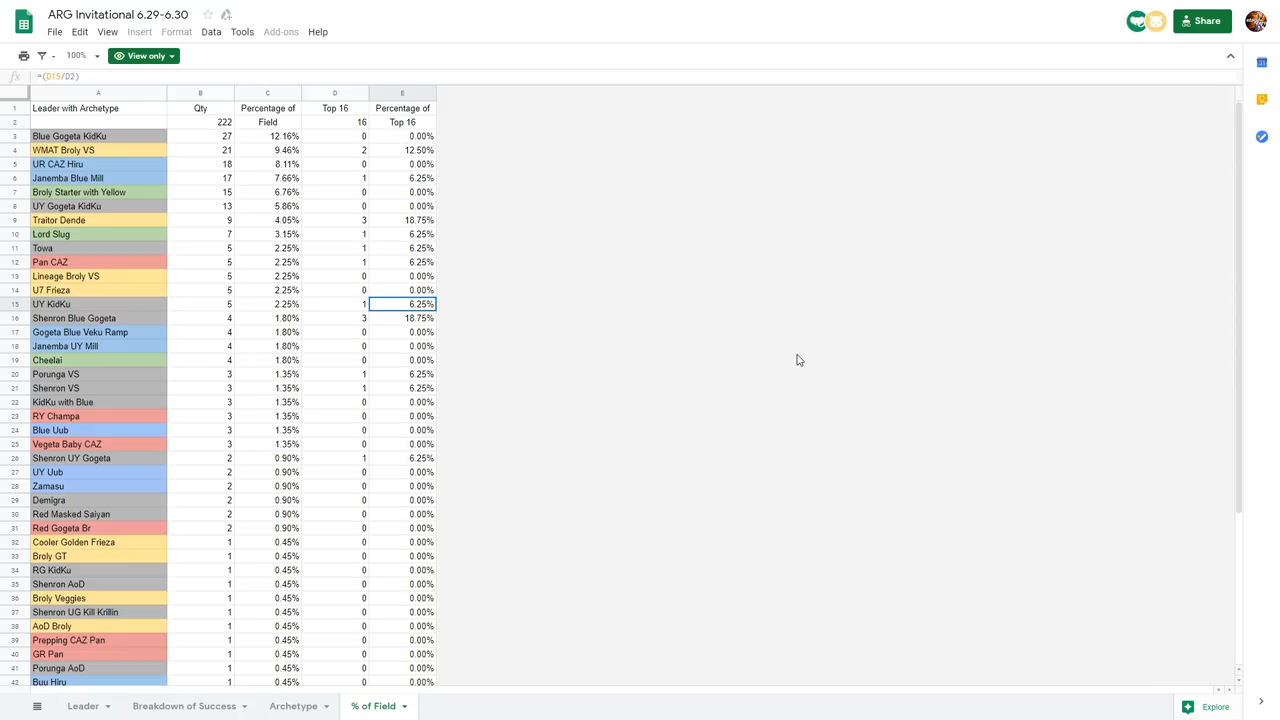 ARG Invitational 6.29-6.30
File Edit View Insert Format Data Tools Add-ons Help
Share
100% View only
fx =(D15/D2)
A B C D E
1 Leader with Archetype Qty Percentage of Top 16 Percentage of
2 222 Field 16 Top 16
3 Blue Gogeta KidKu 27 12.16% 0 0.00%
4 WMAT Broly VS 21 9.46% 2 12.50%
5 UR CAZ Hiru 18 8.11% 0 0.00%
6 Janemba Blue Mill 17 7.66% 1 6.25%
7 Broly Starter with Yellow 15 6.76% 0 0.00%
8 UY Gogeta KidKu 13 5.86% 0 0.00%
9 Traitor Dende 9 4.05% 3 18.75%
10 Lord Slug 7 3.15% 1 6.25%
11 Towa 5 2.25% 1 6.25%
12 Pan CAZ 5 2.25% 1 6.25%
13 Lineage Broly VS 5 2.25% 0 0.00%
14 U7 Frieza 5 2.25% 0 0.00%
15 UY KidKu 5 2.25% 1 6.25%
16 Shenron Blue Gogeta 4 1.80% 3 18.75%
17 Gogeta Blue Veku Ramp 4 1.80% 0 0.00%
18 Janemba UY Mill 4 1.80% 0 0.00%
19 Cheelai 4 1.80% 0 0.00%
20 Porunga VS 3 1.35% 1 6.25%
21 Shenron VS 3 1.35% 1 6.25%
22 KidKu with Blue 3 1.35% 0 0.00%
23 RY Champa 3 1.35% 0 0.00%
24 Blue Uub 3 1.35% 0 0.00%
25 Vegeta Baby CAZ 3 1.35% 0 0.00%
26 Shenron UY Gogeta 2 0.90% 1 6.25%
27 UY Uub 2 0.90% 0 0.00%
28 Zamasu 2 0.90% 0 0.00%
29 Demigra 2 0.90% 0 0.00%
30 Red Masked Saiyan 2 0.90% 0 0.00%
31 Red Gogeta Br 2 0.90% 0 0.00%
32 Cooler Golden Frieza 1 0.45% 0 0.00%
33 Broly GT 1 0.45% 0 0.00%
34 RG KidKu 1 0.45% 0 0.00%
35 Shenron AoD 1 0.45% 0 0.00%
36 Broly Veggies 1 0.45% 0 0.00%
37 Shenron UG Kill Krillin 1 0.45% 0 0.00%
38 AoD Broly 1 0.45% 0 0.00%
39 Prepping CAZ Pan 1 0.45% 0 0.00%
40 GR Pan 1 0.45% 0 0.00%
41 Porunga AoD 1 0.45% 0 0.00%
42 Buu Hiru 1 0.45% 0 0.00%
Leader Breakdown of Success Archetype % of Field Explore